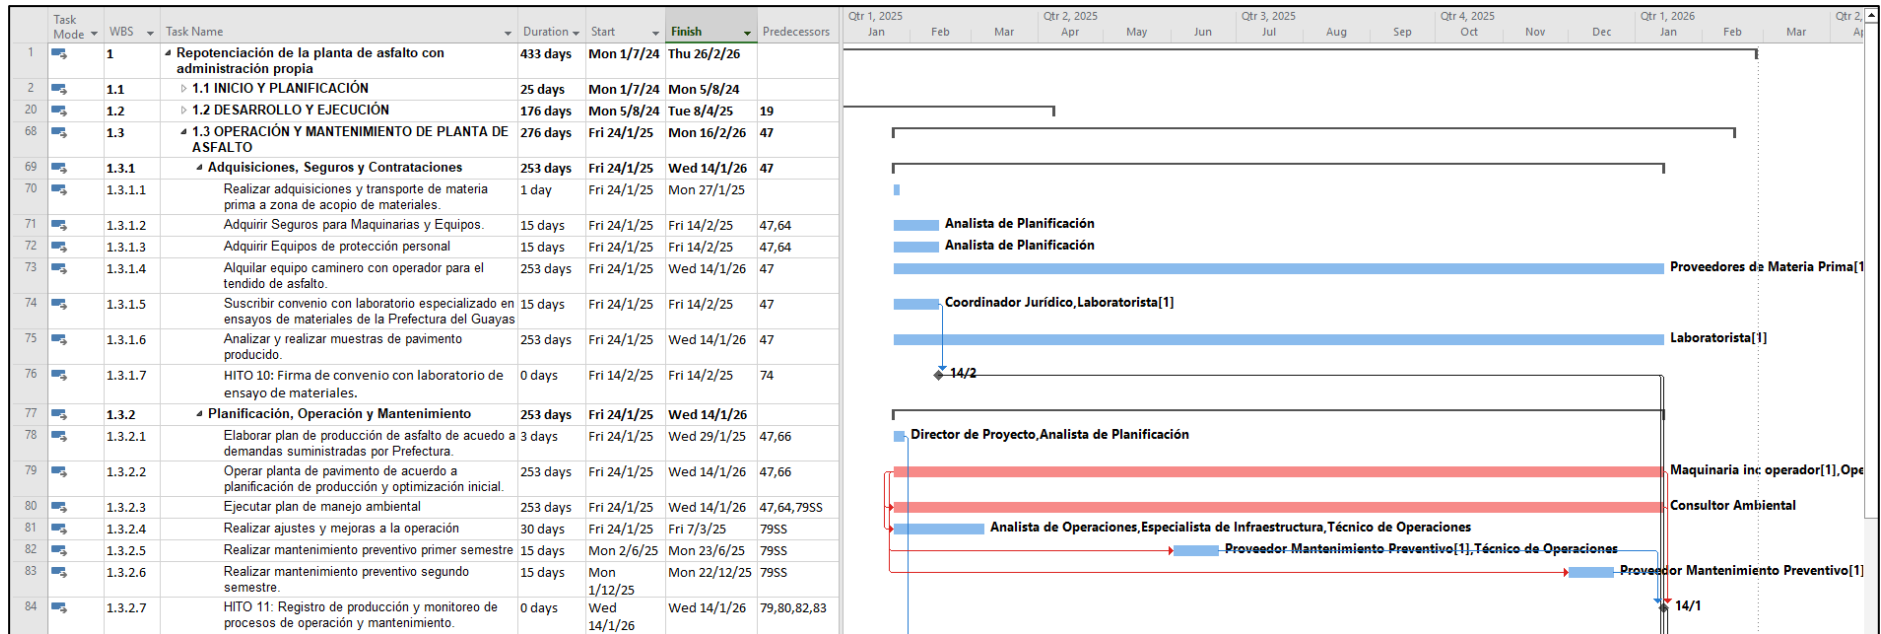 Task Mode WBS Task Name Duration Start Finish Predecessors
Qtr 1, 2025 Qtr 2, 2025 Qtr 3, 2025 Qtr 4, 2025 Qtr 1, 2026 Qtr 2,
Jan Feb Mar Apr May Jun Jul Aug Sep Oct Nov Dec Jan Feb Mar
1 1 Repotenciación de la planta de asfalto con 433 days Mon 1/7/24 Thu 26/2/26
administración propia
2 1.1 1.1 INICIO Y PLANIFICACIÓN 25 days Mon 1/7/24 Mon 5/8/24
20 1.2 1.2 DESARROLLO Y EJECUCIÓN 176 days Mon 5/8/24 Tue 8/4/25 19
68 1.3 1.3 OPERACIÓN Y MANTENIMIENTO DE PLANTA DE 276 days Fri 24/1/25 Mon 16/2/26 47
ASFALTO
69 1.3.1 Adquisiciones, Seguros y Contrataciones 253 days Fri 24/1/25 Wed 14/1/26 47
70 1.3.1.1 Realizar adquisiciones y transporte de materia 1 day Fri 24/1/25 Mon 27/1/25
prima a zona de acopio de materiales.
71 1.3.1.2 Adquirir Seguros para Maquinarias y Equipos. 15 days Fri 24/1/25 Fri 14/2/25 47,64 Analista de Planificación
72 1.3.1.3 Adquirir Equipos de protección personal 15 days Fri 24/1/25 Fri 14/2/25 47,64 Analista de Planificación
73 1.3.1.4 Alquilar equipo caminero con operador para el 253 days Fri 24/1/25 Wed 14/1/26 47 Proveedores de Materia Prima[1
tendido de asfalto.
74 1.3.1.5 Suscribir convenio con laboratorio especializado en 15 days Fri 24/1/25 Fri 14/2/25 47 Coordinador Jurídico,Laboratorista[1]
ensayos de materiales de la Prefectura del Guayas
75 1.3.1.6 Analizar y realizar muestras de pavimento 253 days Fri 24/1/25 Wed 14/1/26 47 Laboratorista[1]
producido.
76 1.3.1.7 HITO 10: Firma de convenio con laboratorio de 0 days Fri 14/2/25 Fri 14/2/25 74 14/2
ensayo de materiales.
77 1.3.2 Planificación, Operación y Mantenimiento 253 days Fri 24/1/25 Wed 14/1/26
78 1.3.2.1 Elaborar plan de producción de asfalto de acuedo a 3 days Fri 24/1/25 Wed 29/1/25 47,66 Director de Proyecto,Analista de Planificación
demandas suministradas por Prefectura.
79 1.3.2.2 Operar planta de pavimento de acuerdo a 253 days Fri 24/1/25 Wed 14/1/26 47,66 Maquinaria inc operador[1],Ope
planificación de producción y optimización inicial.
80 1.3.2.3 Ejecutar plan de manejo ambiental 253 days Fri 24/1/25 Wed 14/1/26 47,64,79SS Consultor Ambiental
81 1.3.2.4 Realizar ajustes y mejoras a la operación 30 days Fri 24/1/25 Fri 7/3/25 79SS Analista de Operaciones,Especialista de Infraestructura,Técnico de Operaciones
82 1.3.2.5 Realizar mantenimiento preventivo primer semestre 15 days Mon 2/6/25 Mon 23/6/25 79SS Proveedor Mantenimiento Preventivo[1],Técnico de Operaciones
83 1.3.2.6 Realizar mantenimiento preventivo segundo 15 days Mon Mon 22/12/25 79SS Proveedor Mantenimiento Preventivo[1]
semestre. 1/12/25
84 1.3.2.7 HITO 11: Registro de producción y monitoreo de 0 days Wed Wed 14/1/26 79,80,82,83 14/1
procesos de operación y mantenimiento. 14/1/26